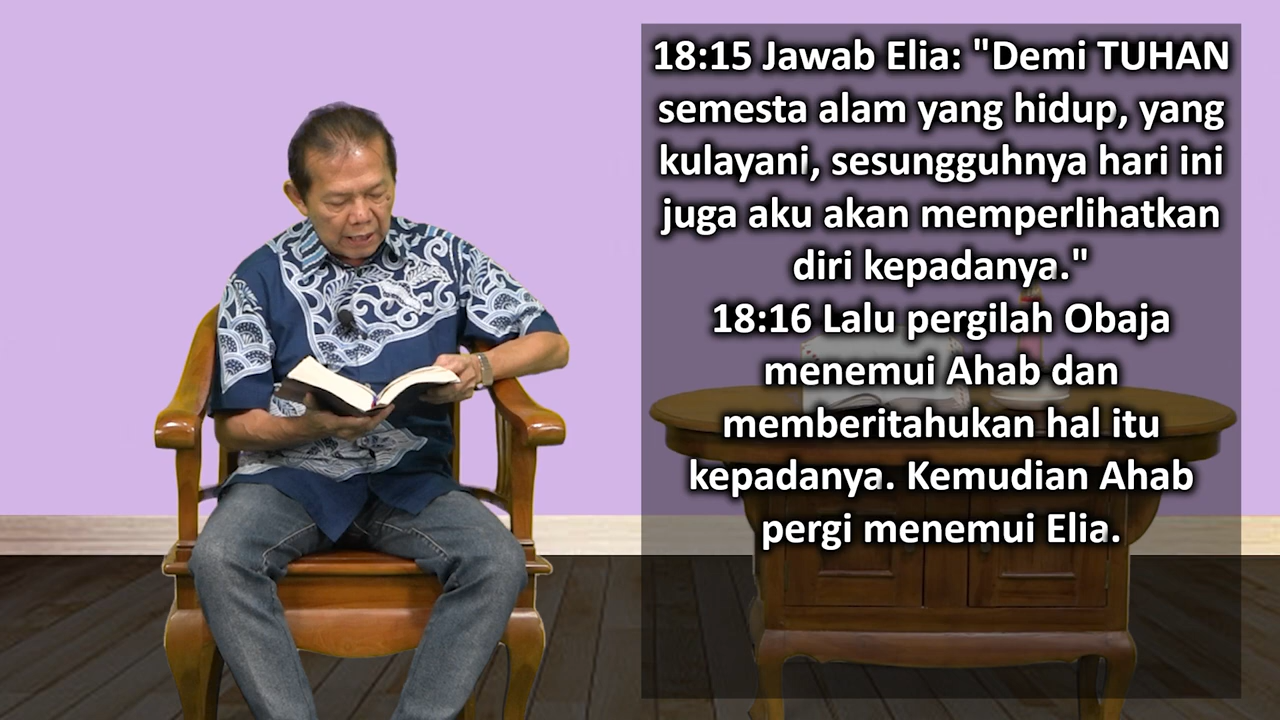 18:15 Jawab Elia: "Demi TUHAN
semesta alam yang hidup, yang
kulayani, sesungguhnya hari ini
juga aku akan memperlihatkan
diri kepadanya."
18:16 Lalu pergilah Obaja
menemui Ahab dan
memberitahukan hal itu
kepadanya. Kemudian Ahab
pergi menemui Elia.